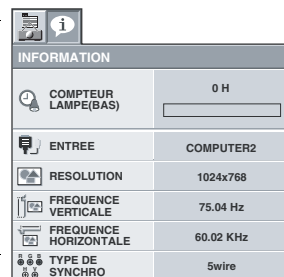 INFORMATION
COMPTEUR
LAMPE(BAS)
0 H
ENTREE
COMPUTER2
RESOLUTION
1024x768
FREQUENCE
VERTICALE
75.04 Hz
FREQUENCE
HORIZONTALE
60.02 KHz
R G B
H V
TYPE DE
SYNCHRO
5wire